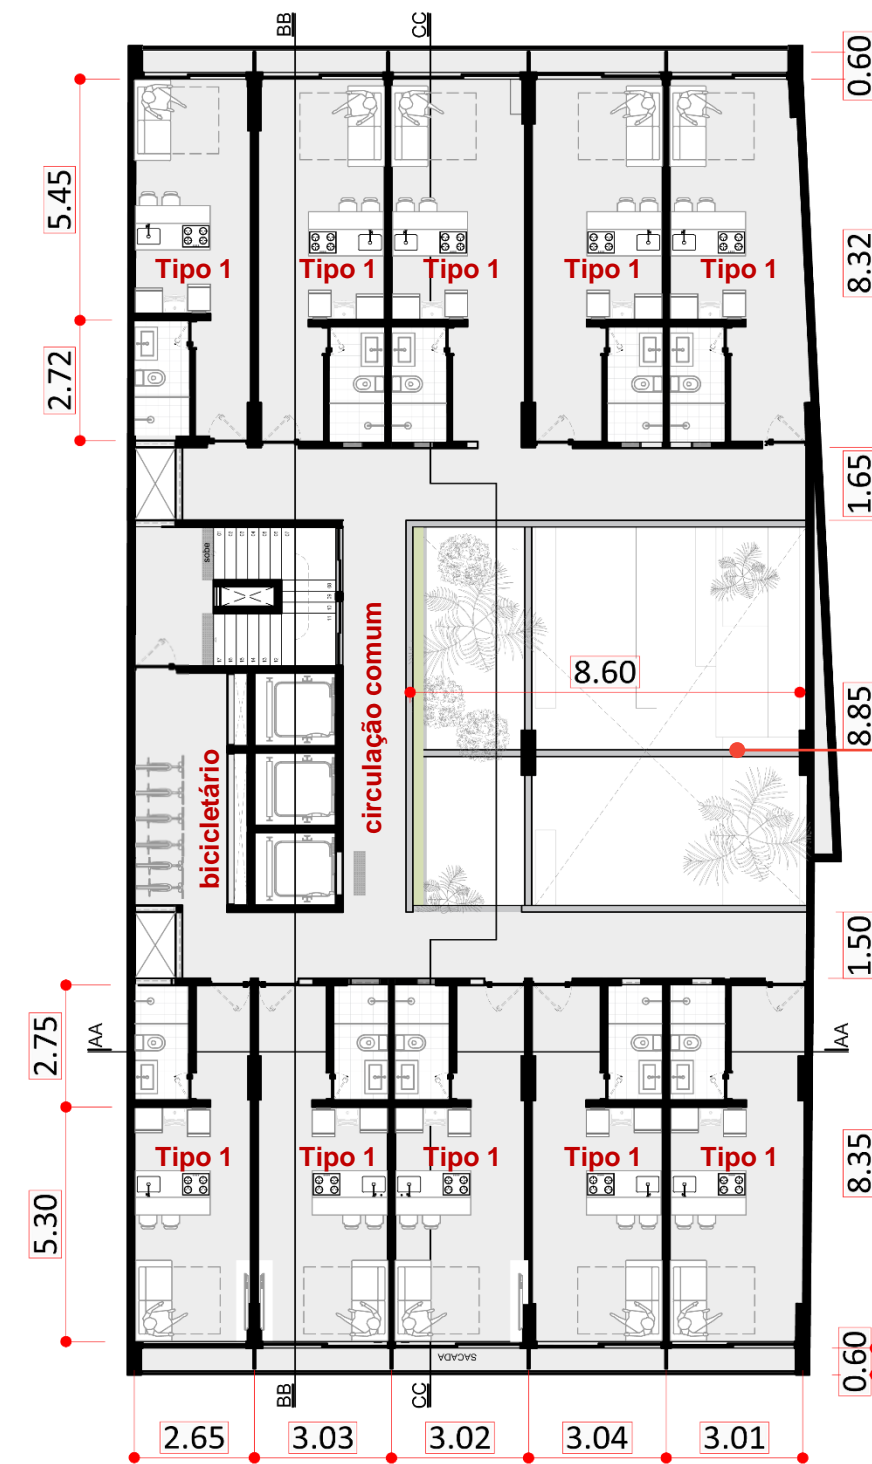 BB
CC
0.60
5.45
8.32
Tipo 1
Tipo 1
Tipo 1
Tipo 1
Tipo 1
2.72
1.65
sobe
circulação comum
8.60
8.85
bicicletário
1.50
2.75
AA
AA
Tipo 1
Tipo 1
Tipo 1
Tipo 1
Tipo 1
8.35
5.30
SACADA
0.60
BB
CC
2.65
3.03
3.02
3.04
3.01